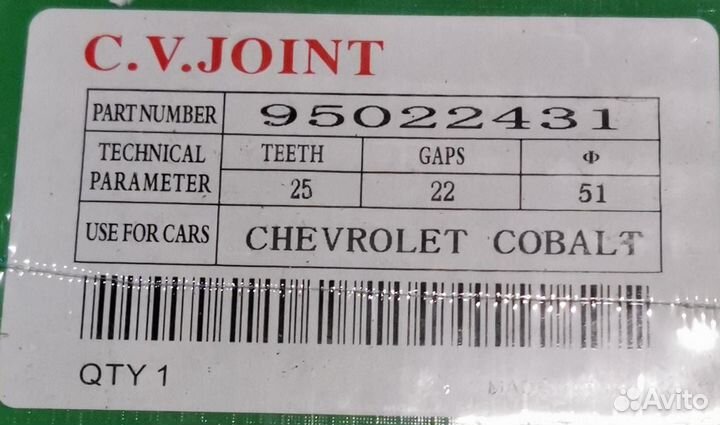 C.V.JOINT
PART NUMBER 95022431
TECHNICAL PARAMETER TEETH GAPS Φ
25 22 51
USE FOR CARS CHEVROLET COBALT
QTY 1
Avito